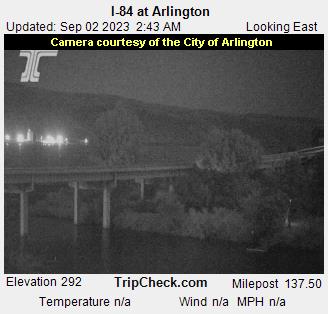 I-84 at Arlington
Updated: Sep 02 2023 2:43 AM Looking East
Camera courtesy of the City of Arlington
Elevation 292 TripCheck.com Milepost 137.50
Temperature n/a Wind n/a MPH n/a